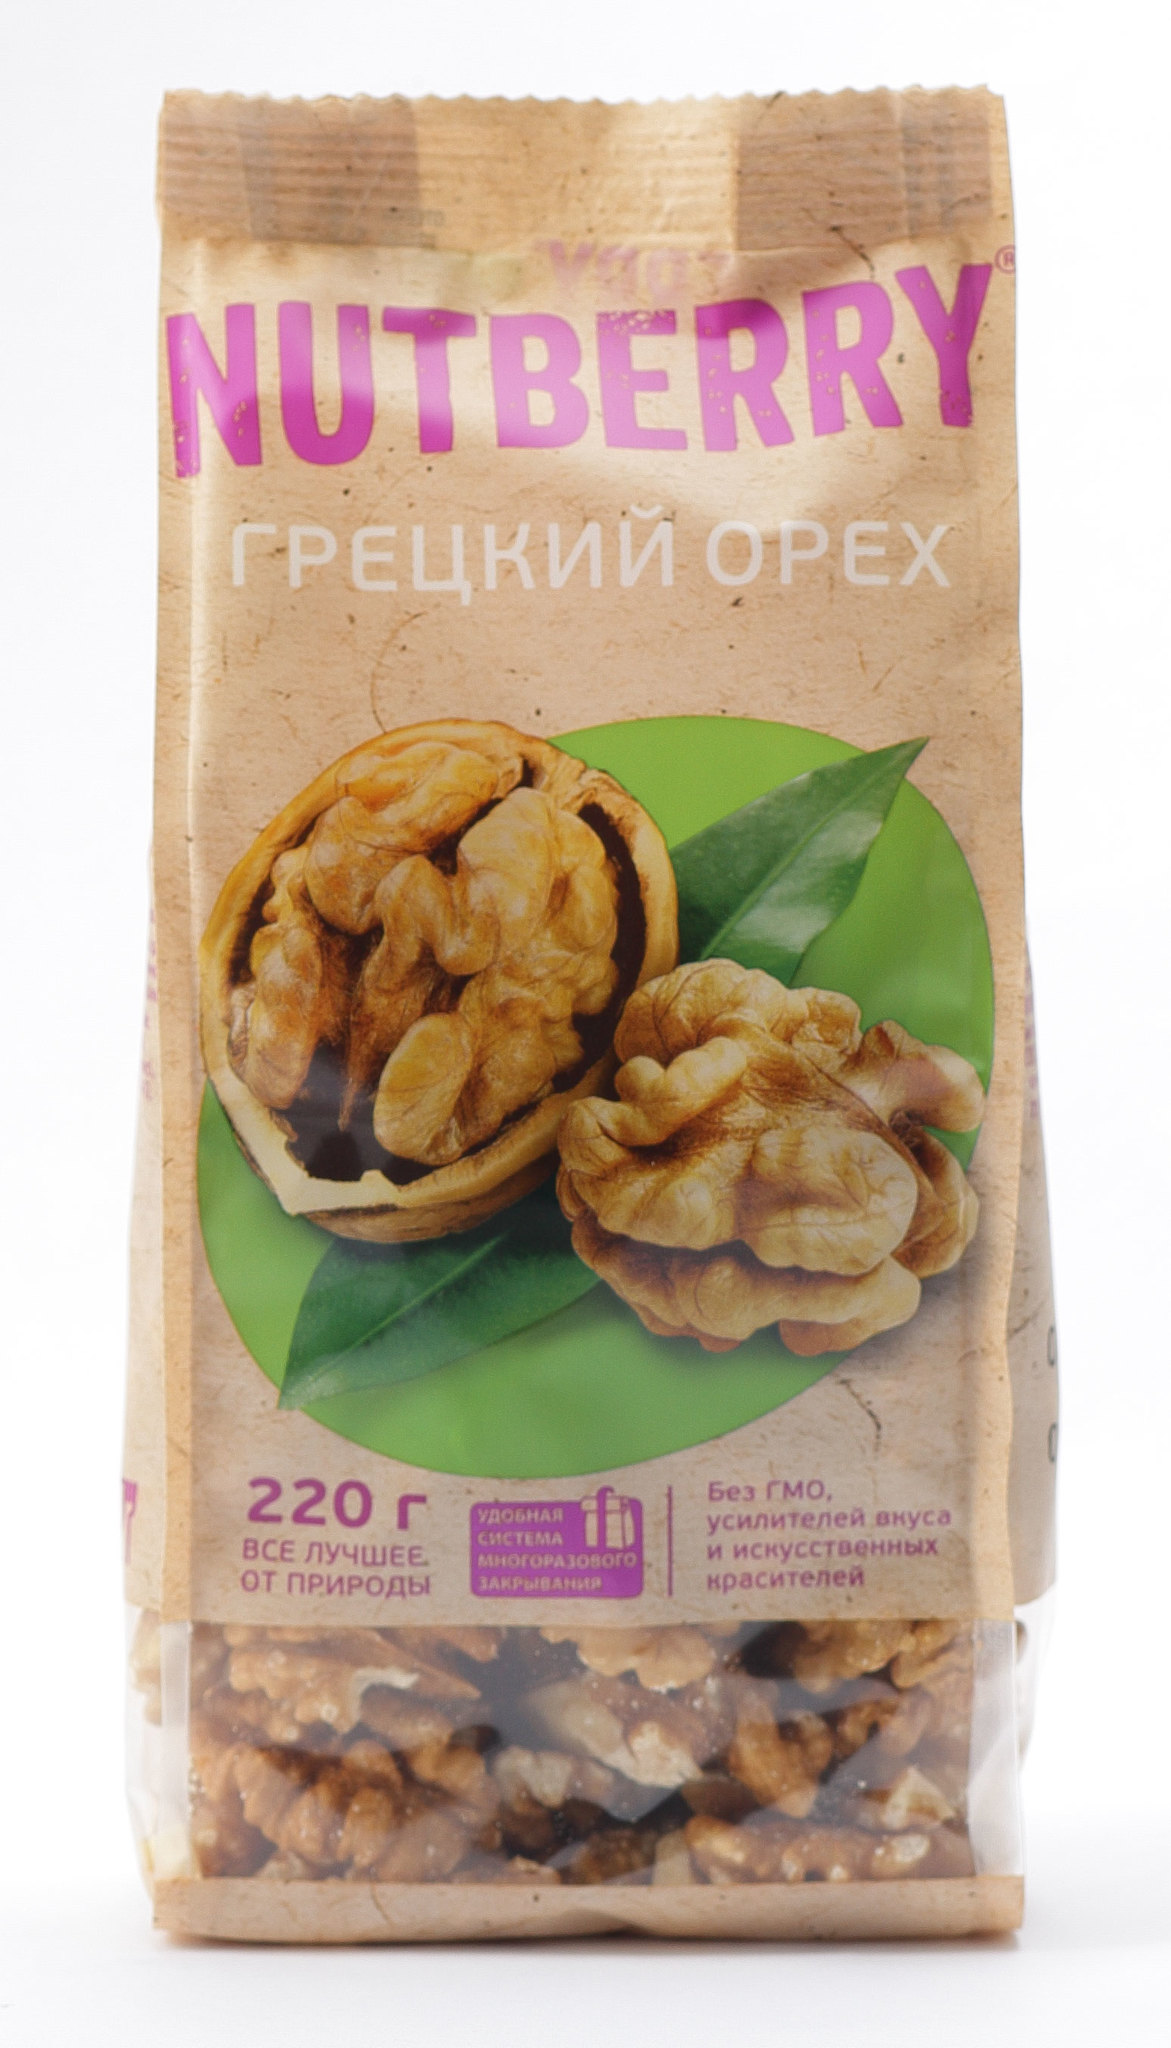 NUTBERRY®
ГРЕЦКИЙ ОРЕХ
220 г
ВСЕ ЛУЧШЕЕ
ОТ ПРИРОДЫ
УДОБНАЯ
СИСТЕМА
МНОГОРАЗОВОГО
ЗАКРЫВАНИЯ
Без ГМО,
усилителей вкуса
и искусственных
красителей